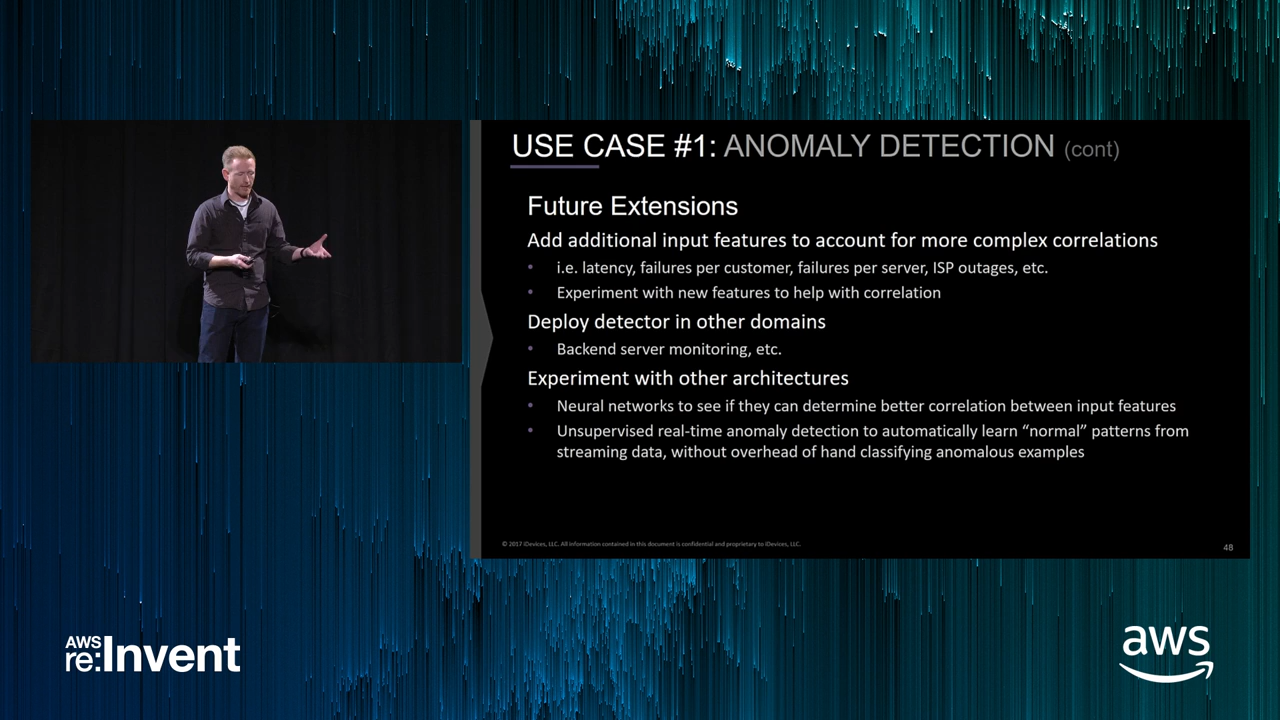 USE CASE #1: ANOMALY DETECTION (cont)
Future Extensions
Add additional input features to account for more complex correlations
• i.e. latency, failures per customer, failures per server, ISP outages, etc.
• Experiment with new features to help with correlation
Deploy detector in other domains
• Backend server monitoring, etc.
Experiment with other architectures
• Neural networks to see if they can determine better correlation between input features
• Unsupervised real-time anomaly detection to automatically learn “normal” patterns from
streaming data, without overhead of hand classifying anomalous examples
© 2017 iDevices, LLC. All information contained in this document is confidential and proprietary to iDevices, LLC.
48
AWS
re:Invent
aws